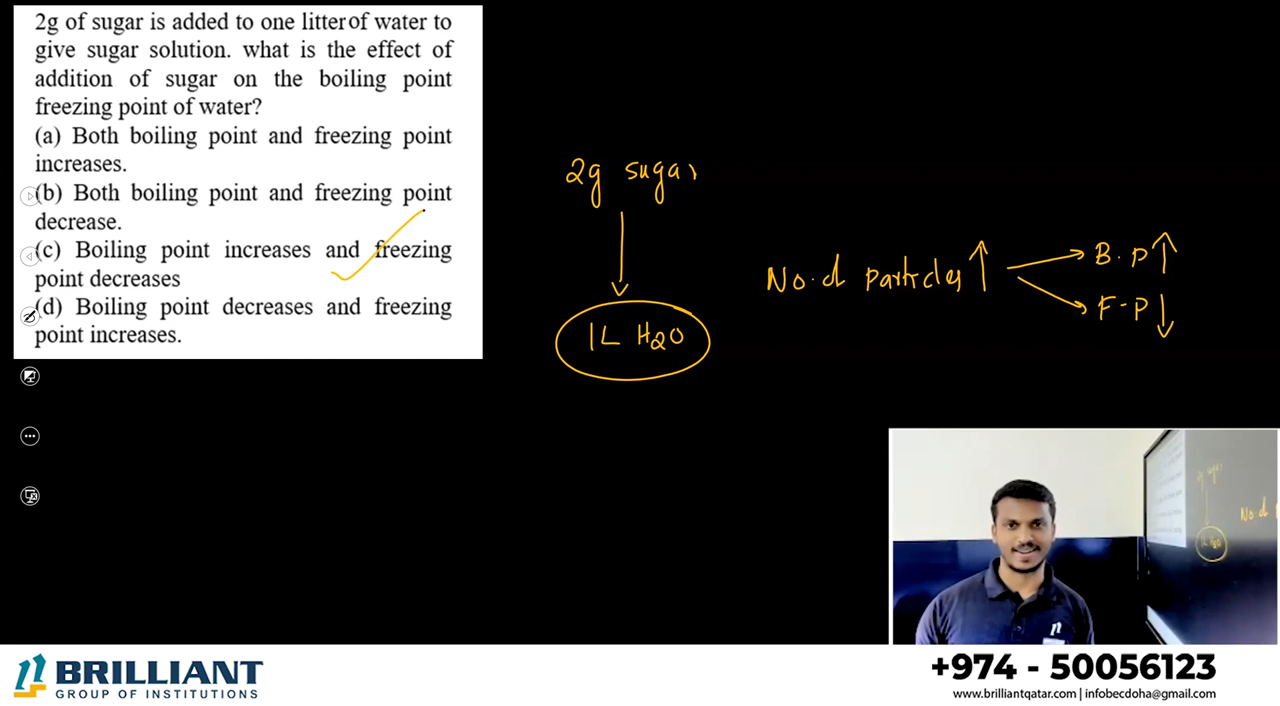 2g of sugar is added to one litter of water to
give sugar solution. what is the effect of
addition of sugar on the boiling point
freezing point of water?
(a) Both boiling point and freezing point
increases.
(b) Both boiling point and freezing point
decrease.
(c) Boiling point increases and freezing
point decreases
(d) Boiling point decreases and freezing
point increases.
2g sugar
1L H2O
No.d particles
B.P
F-P
BRILLIANT
GROUP OF INSTITUTIONS
+974 - 50056123
www.brilliantqatar.com | infobecdoha@gmail.com